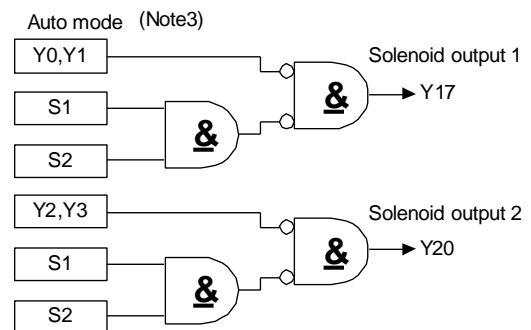 Auto mode (Note3)
Y0,Y1
Solenoid output 1
&
Y17
S1
&
S2
Y2,Y3
Solenoid output 2
&
Y20
S1
&
S2